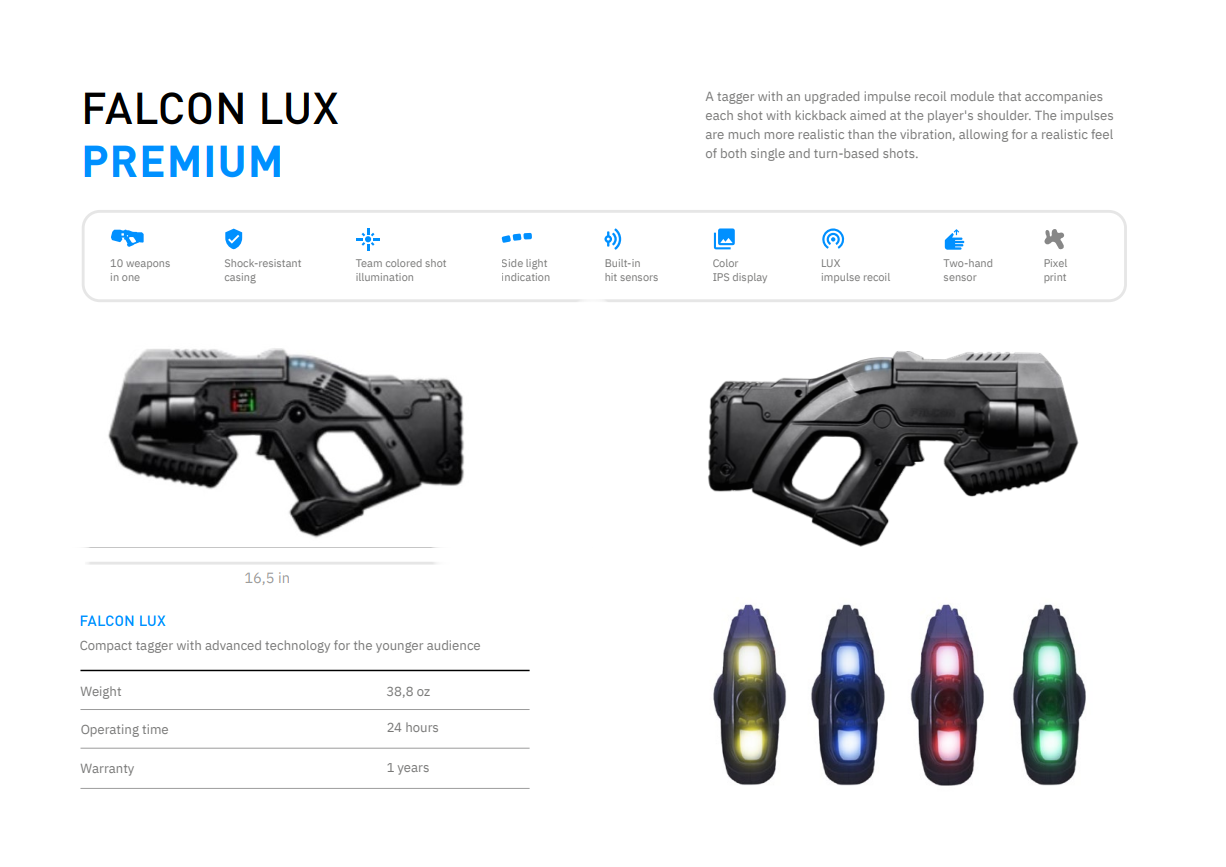 FALCON LUX
PREMIUM
A tagger with an upgraded impulse recoil module that accompanies
each shot with kickback aimed at the player's shoulder. The impulses
are much more realistic than the vibration, allowing for a realistic feel
of both single and turn-based shots.
10 weapons
in one
Shock-resistant
casing
Team colored shot
illumination
Side light
indication
Built-in
hit sensors
Color
IPS display
LUX
impulse recoil
Two-hand
sensor
Pixel
print
16,5 in
FALCON LUX
Compact tagger with advanced technology for the younger audience
Weight 38,8 oz
Operating time 24 hours
Warranty 1 years